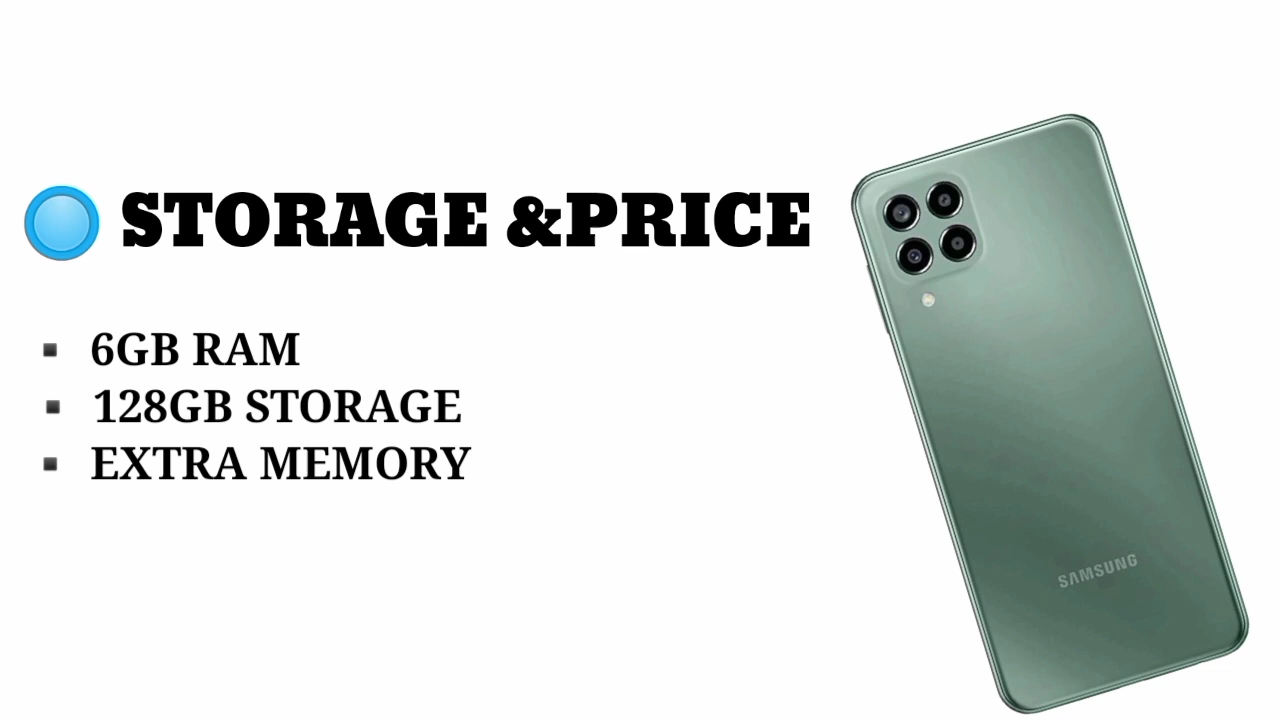 STORAGE &PRICE
6GB RAM
128GB STORAGE
EXTRA MEMORY
SAMSUNG